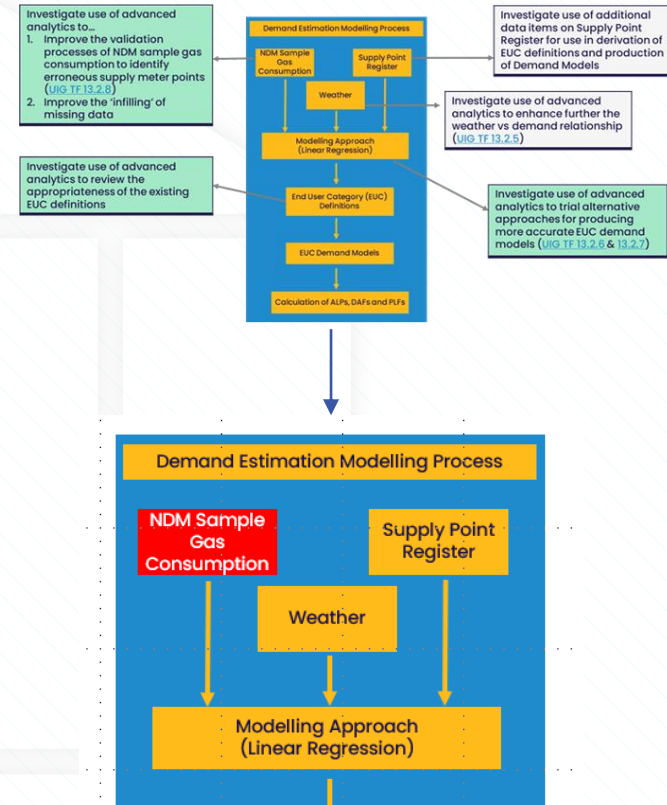 Investigate use of advanced
analytics to...
1. Improve the validation
processes of NDM sample gas
consumption to identify
erroneous supply meter points
(UIG TF 13.2.8)
2. Improve the ‘infilling’ of
missing data
Investigate use of advanced
analytics to review the
appropriateness of the existing
EUC definitions
Demand Estimation Modelling Process
NDM Sample
Gas
Consumption
Supply Point
Register
Weather
Modelling Approach
(Linear Regression)
End User Category (EUC)
Definitions
EUC Demand Models
Calculation of ALPs, DAFs and PLFs
Investigate use of additional
data items on Supply Point
Register for use in derivation of
EUC definitions and production
of Demand Models
Investigate use of advanced
analytics to enhance further the
weather vs demand relationship
(UIG TF 13.2.5)
Investigate use of advanced
analytics to trial alternative
approaches for producing
more accurate EUC demand
models (UIG TF 13.2.6 & 13.2.7)
Demand Estimation Modelling Process
NDM Sample
Gas
Consumption
Supply Point
Register
Weather
Modelling Approach
(Linear Regression)